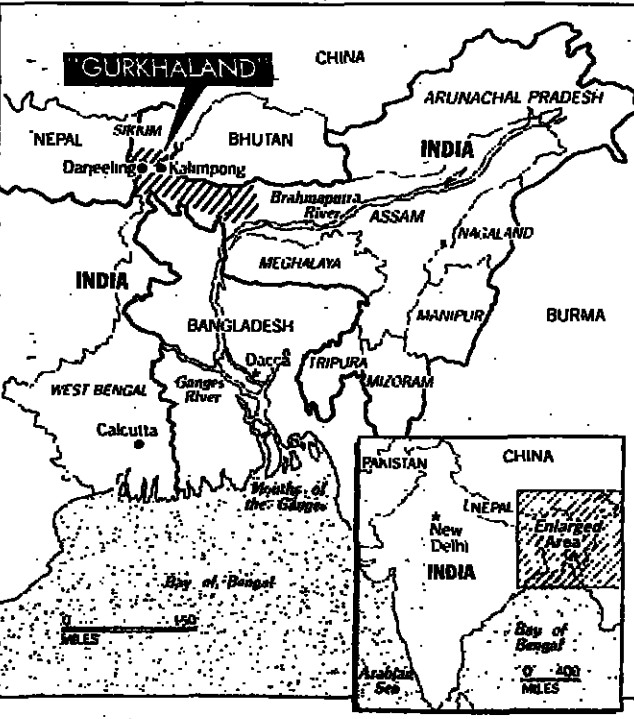 "GURKHALAND"
CHINA
ARUNACHAL PRADESH
SIKKIM
NEPAL
BHUTAN
INDIA
Darjeeling
Kalimpong
Brahmaputra
River
ASSAM
NAGALAND
MEGHALAYA
INDIA
MANIPUR
BURMA
BANGLADESH
Dacca
TRIPURA
MIZORAM
WEST BENGAL
Ganges
River
Calcutta
Mouths of
the Ganges
Bay of Bengal
0 150
MILES
PAKISTAN
CHINA
NEPAL
New
Delhi
INDIA
Enlarged
Area
Bay of
Bengal
Arabian
Sea
0 400
MILES